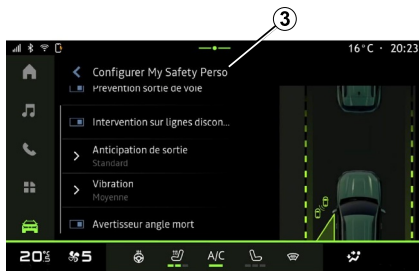 3
16°C · 20:23
Configurer My Safety Perso
Prévention sortie de voie
Intervention sur lignes discon...
Anticipation de sortie
Standard
Vibration
Moyenne
Avertisseur angle mort
20°5 5 A/C